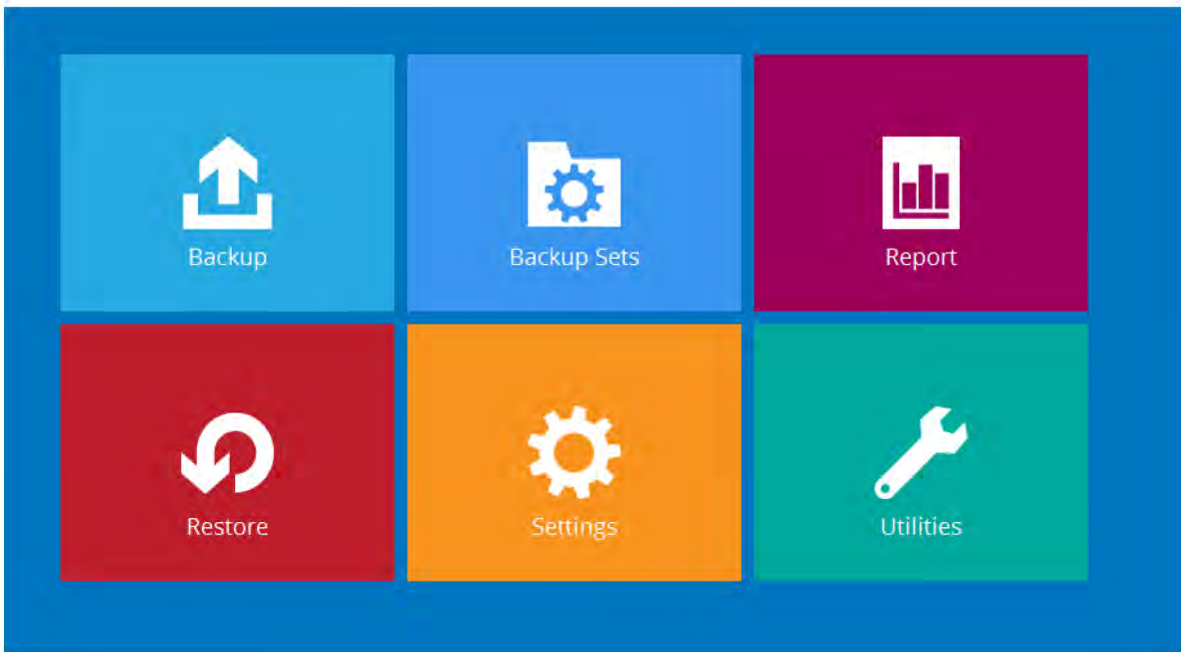 Backup
Backup Sets
Report
Restore
Settings
Utilities